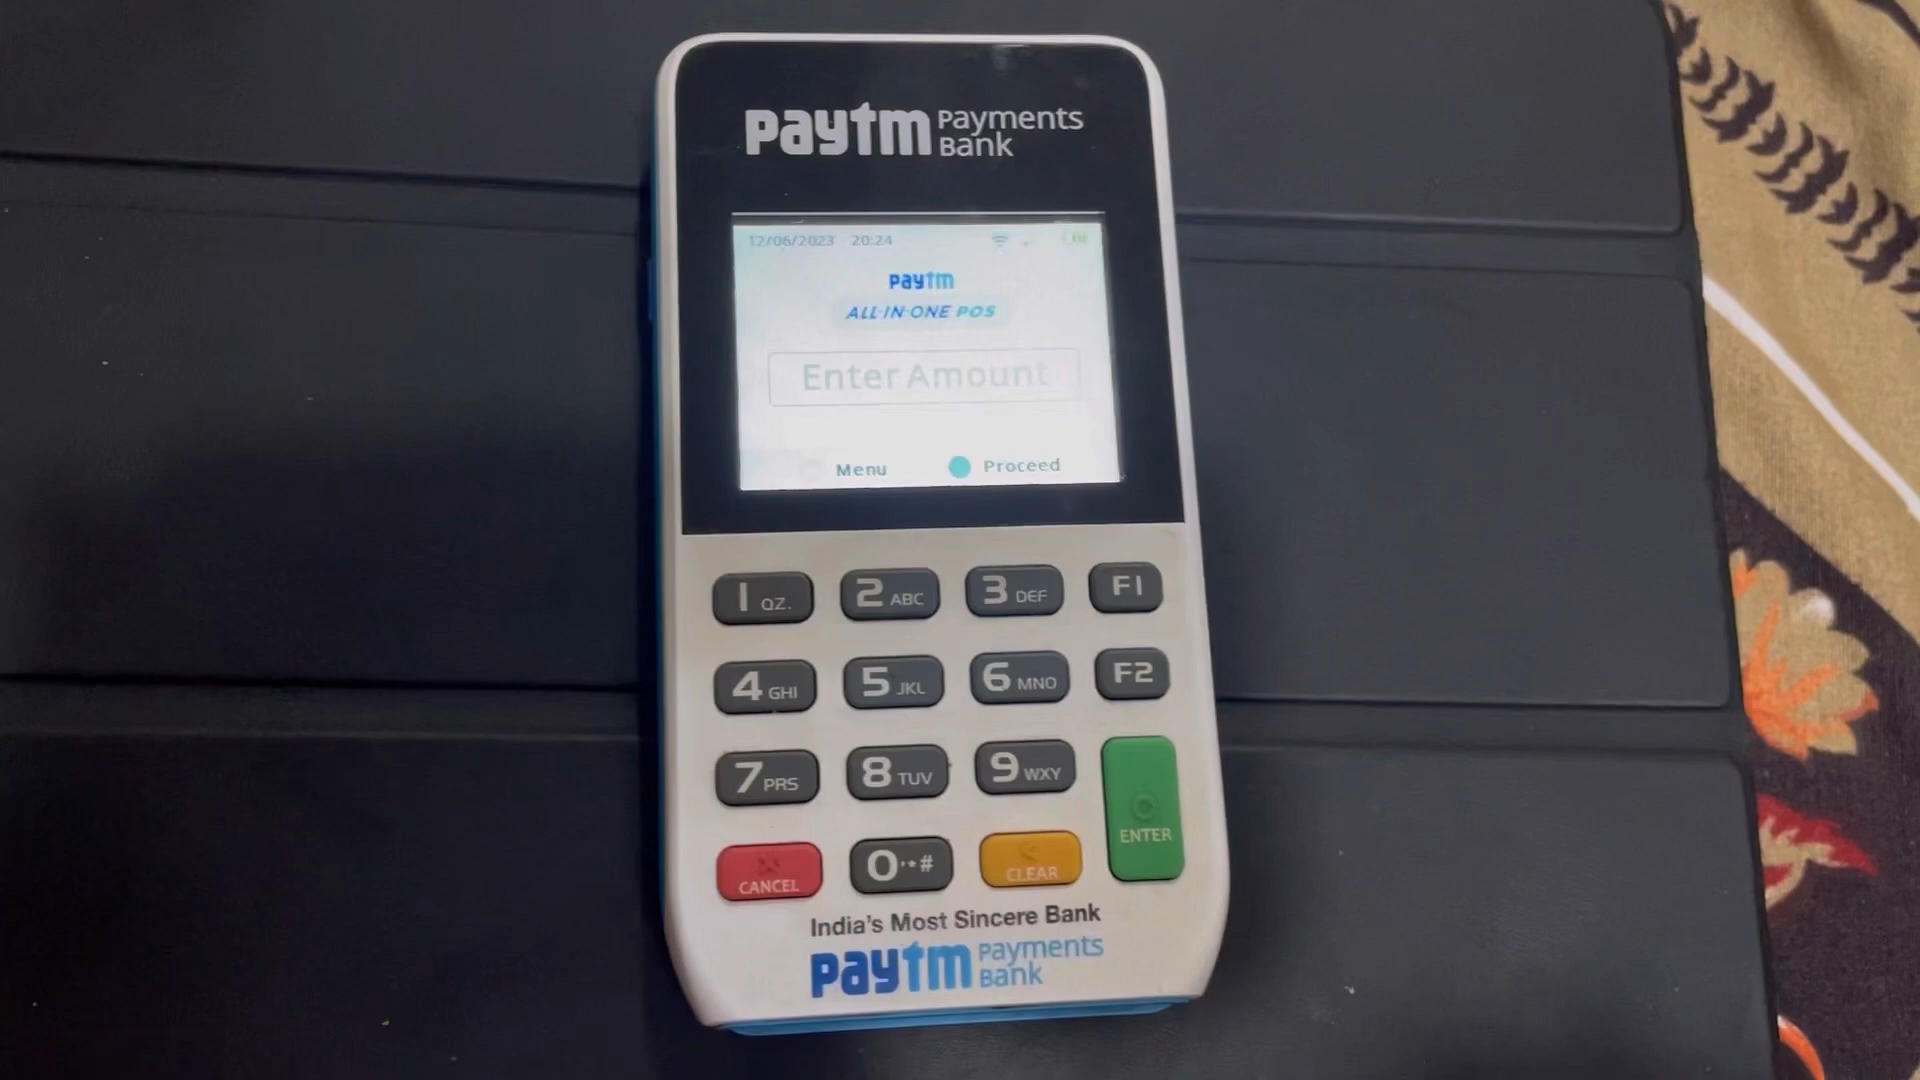 paytm Payments Bank
12/06/2023 20:24
paytm
ALL-IN-ONE POS
Enter Amount
Menu Proceed
1 QZ. 2 ABC 3 DEF F1
4 GHI 5 JKL 6 MNO F2
7 PRS 8 TUV 9 WXY
ENTER
CANCEL 0 .*# CLEAR
India's Most Sincere Bank
paytm Payments Bank